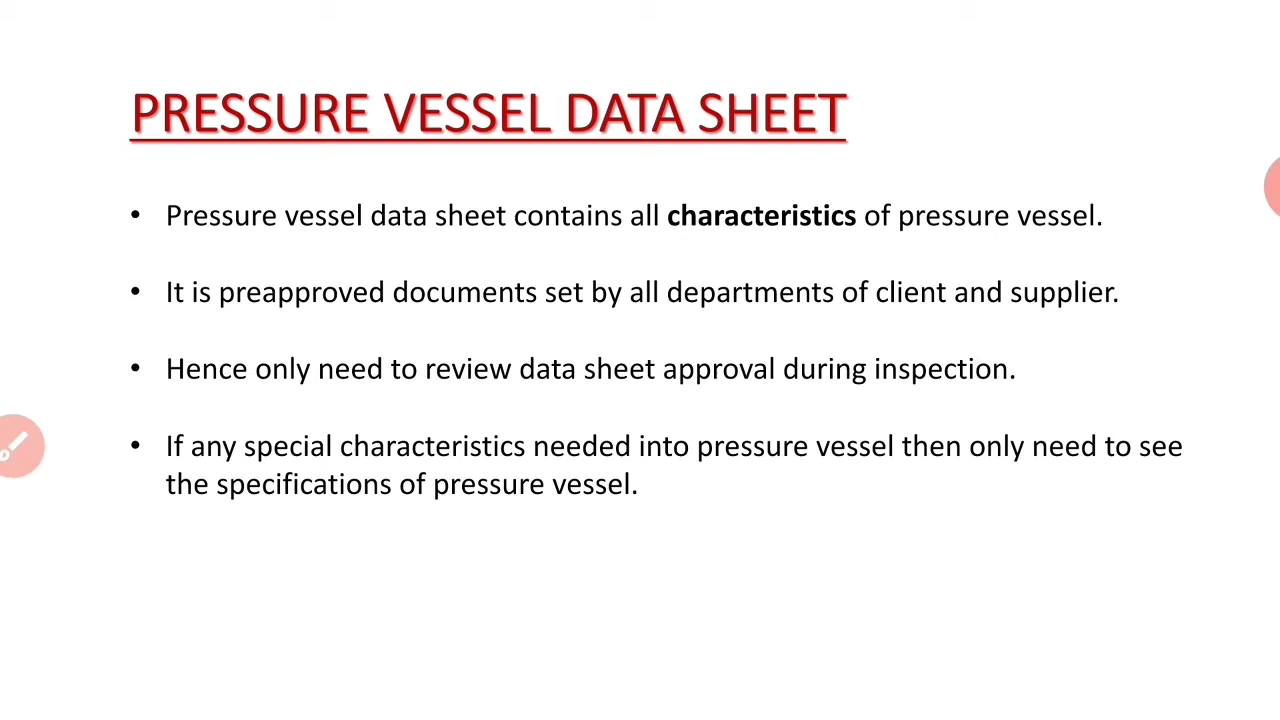 PRESSURE VESSEL DATA SHEET
• Pressure vessel data sheet contains all characteristics of pressure vessel.
• It is preapproved documents set by all departments of client and supplier.
• Hence only need to review data sheet approval during inspection.
• If any special characteristics needed into pressure vessel then only need to see
the specifications of pressure vessel.